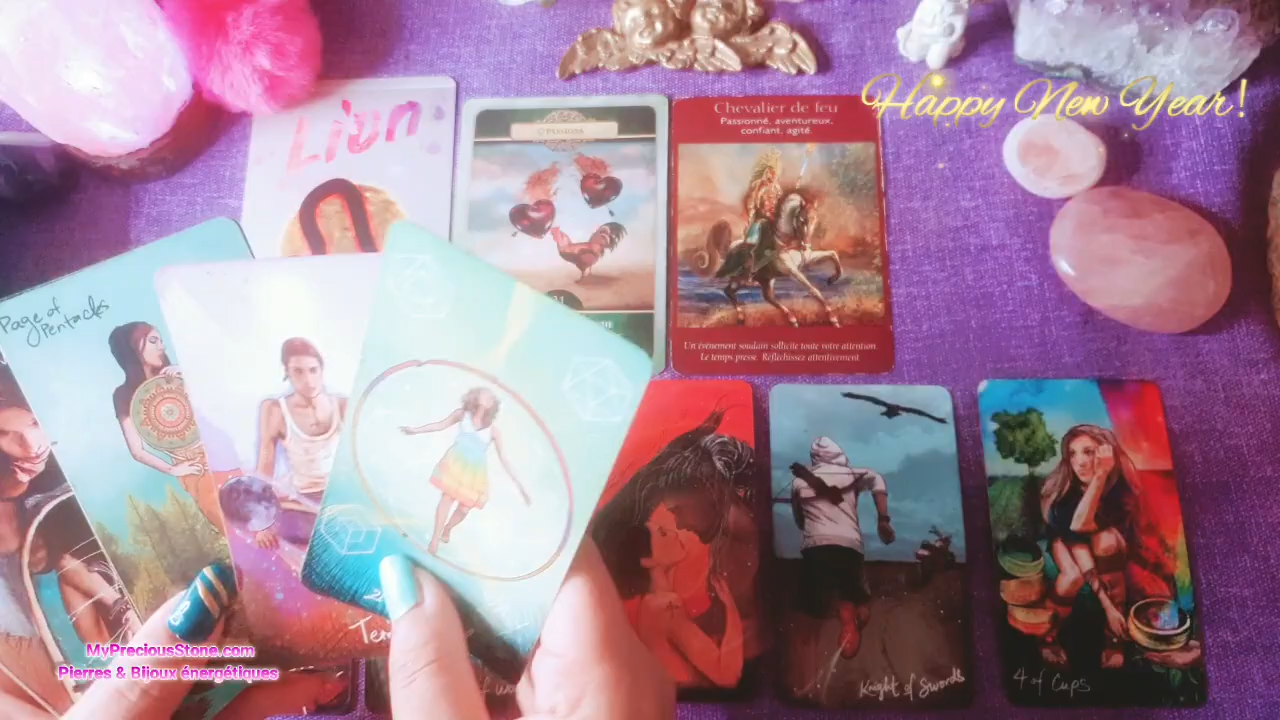 Happy New Year!
Lion
Chevalier de feu
Passionné, aventureux,
confiant, agité.
Un événement soudain sollicite toute votre attention.
Le temps presse. Réfléchissez attentivement.
Page of
Pentacles
Knight of Swords
4 of Cups
MyPreciousStone.com
Pierres & Bijoux énergétiques